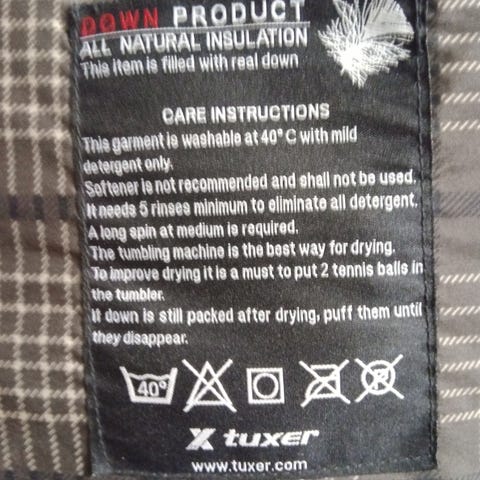 DOWN PRODUCT
ALL NATURAL INSULATION
This item is filled with real down
CARE INSTRUCTIONS
This garment is washable at 40° C with mild
detergent only.
Softener is not recommended and shall not be used.
It needs 5 rinses minimum to eliminate all detergent.
A long spin at medium is required.
The tumbling machine is the best way for drying.
To improve drying it is a must to put 2 tennis balls in
the tumbler.
If down is still packed after drying, puff them until
they disappear.
40°
tuxer
www.tuxer.com